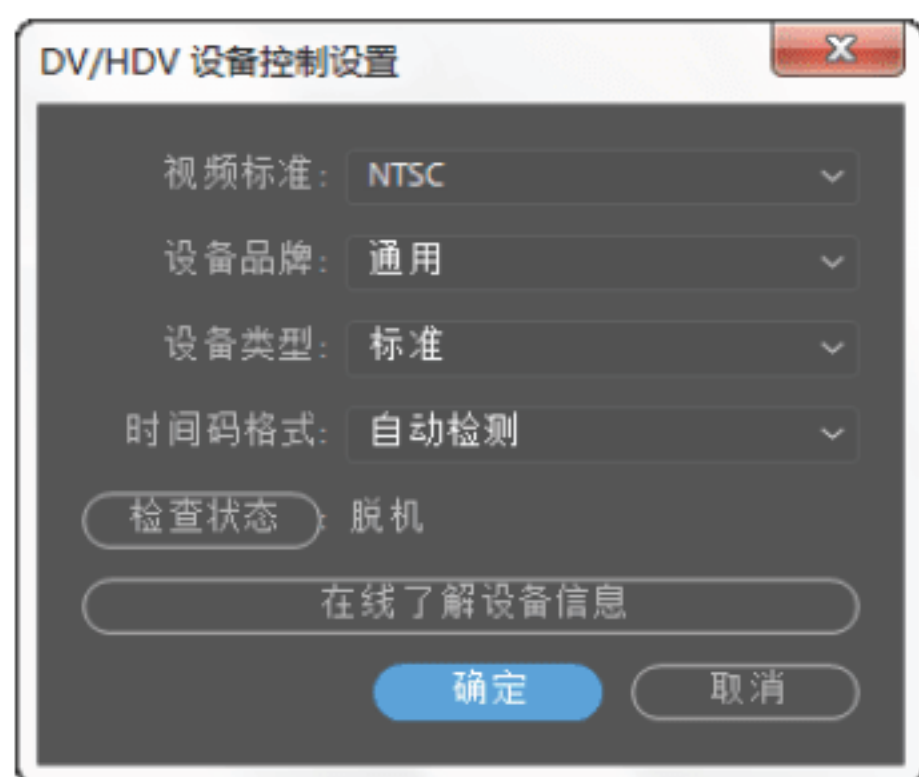 DV/HDV 设备控制设置
视频标准: NTSC
设备品牌: 通用
设备类型: 标准
时间码格式: 自动检测
检查状态 : 脱机
在线了解设备信息
确定 取消